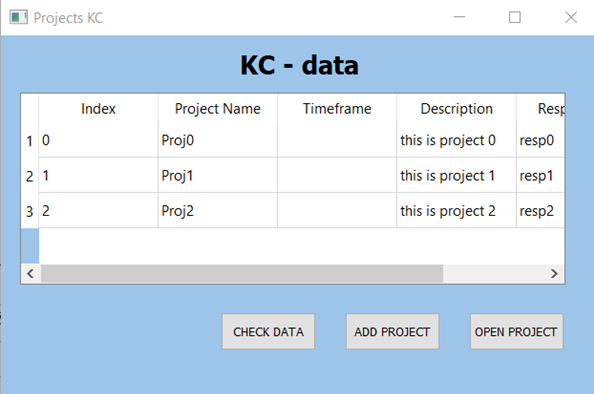 Projects KC
KC - data
Index Project Name Timeframe Description Resp
1 0 Proj0 this is project 0 resp0
2 1 Proj1 this is project 1 resp1
3 2 Proj2 this is project 2 resp2
CHECK DATA ADD PROJECT OPEN PROJECT